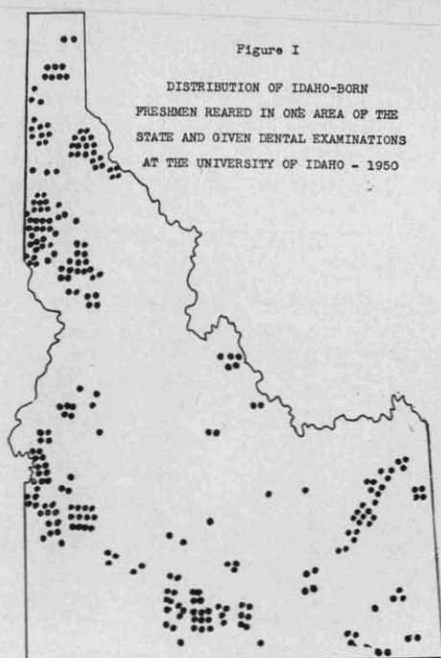 Figure I
DISTRIBUTION OF IDAHO-BORN
FRESHMEN REARED IN ONE AREA OF THE
STATE AND GIVEN DENTAL EXAMINATIONS
AT THE UNIVERSITY OF IDAHO - 1950